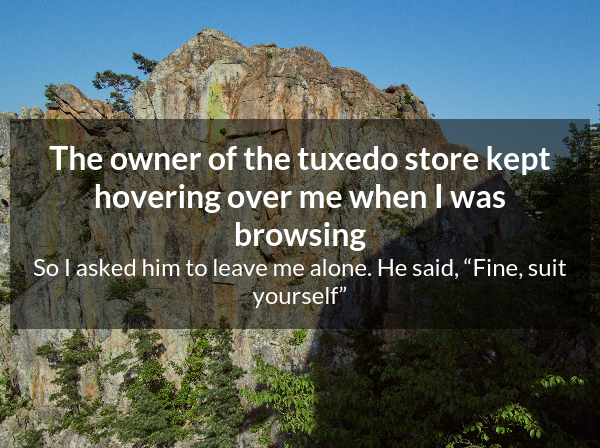 The owner of the tuxedo store kept
hovering over me when I was
browsing
So I asked him to leave me alone. He said, “Fine, suit
yourself”